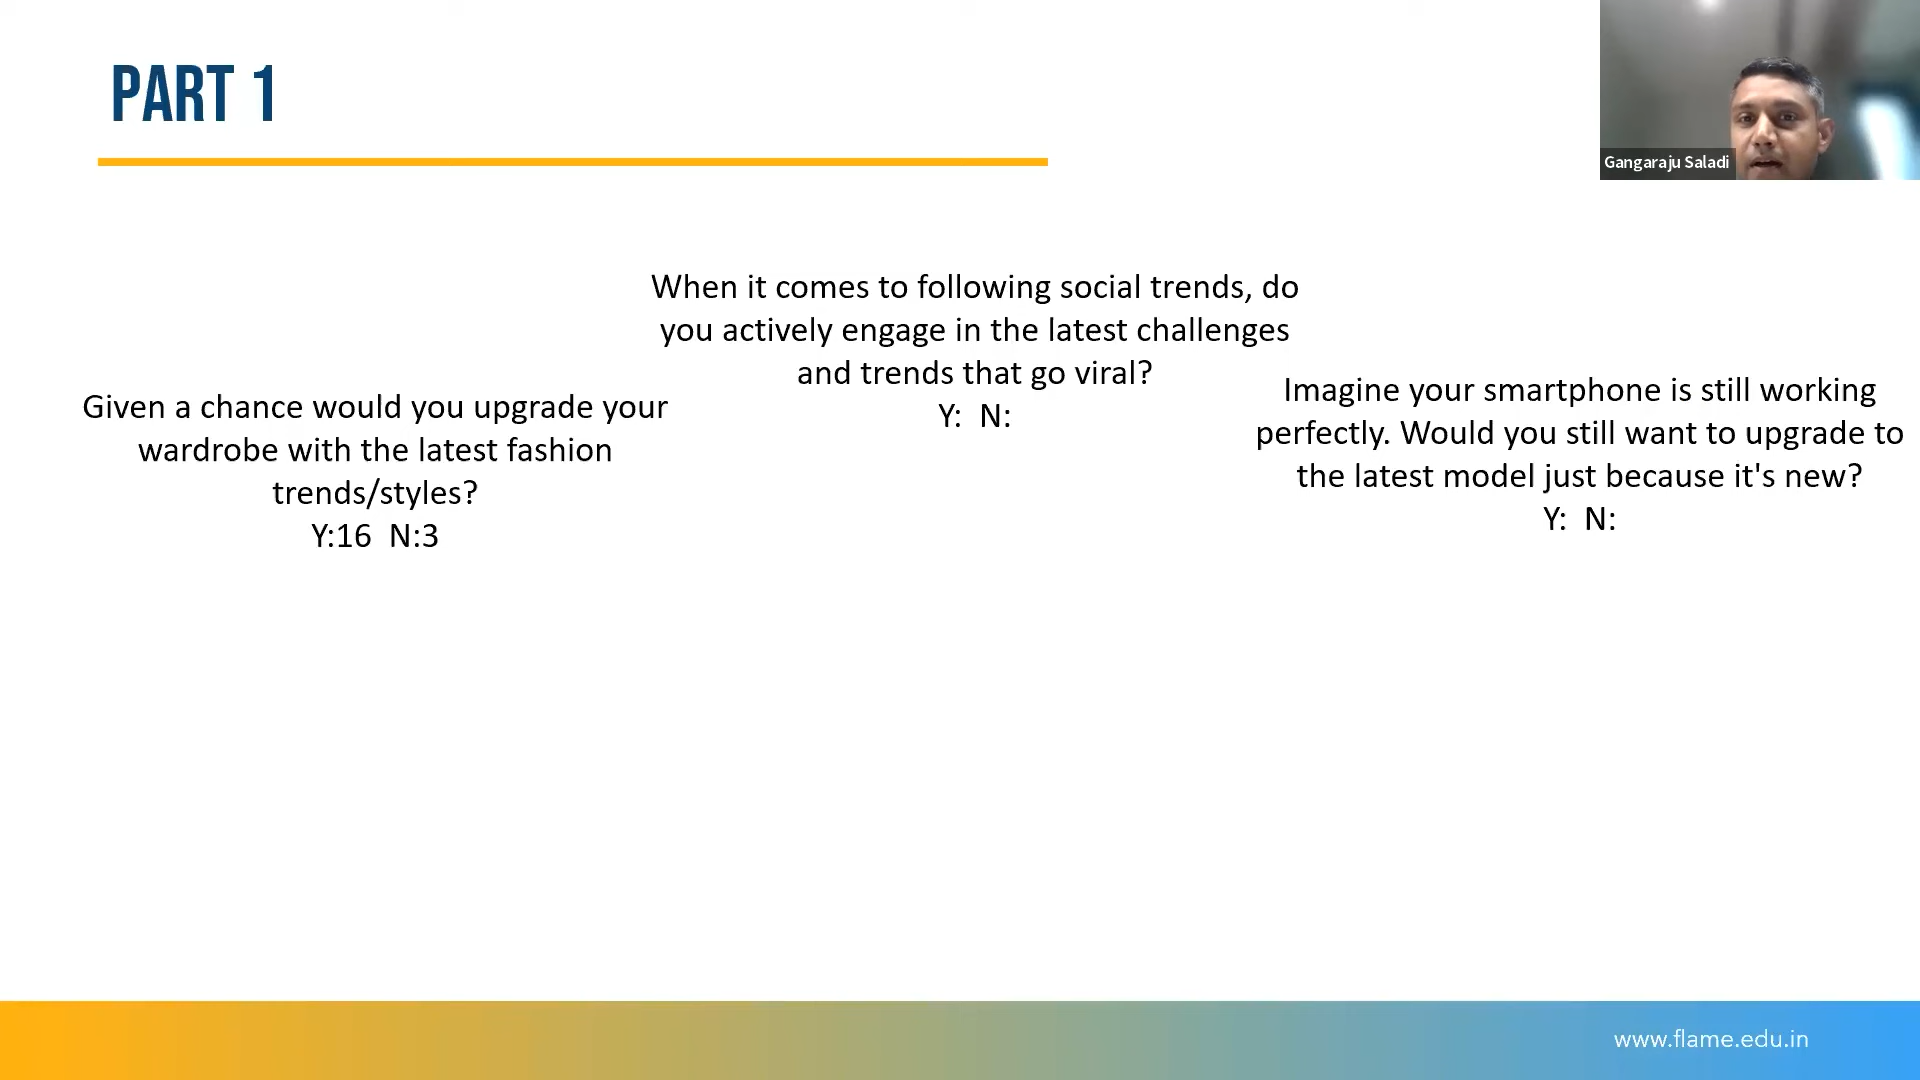 PART 1
Gangaraju Saladi
When it comes to following social trends, do
you actively engage in the latest challenges
and trends that go viral?
Y:  N:
Given a chance would you upgrade your
wardrobe with the latest fashion
trends/styles?
Y:16  N:3
Imagine your smartphone is still working
perfectly. Would you still want to upgrade to
the latest model just because it's new?
Y:  N:
www.flame.edu.in